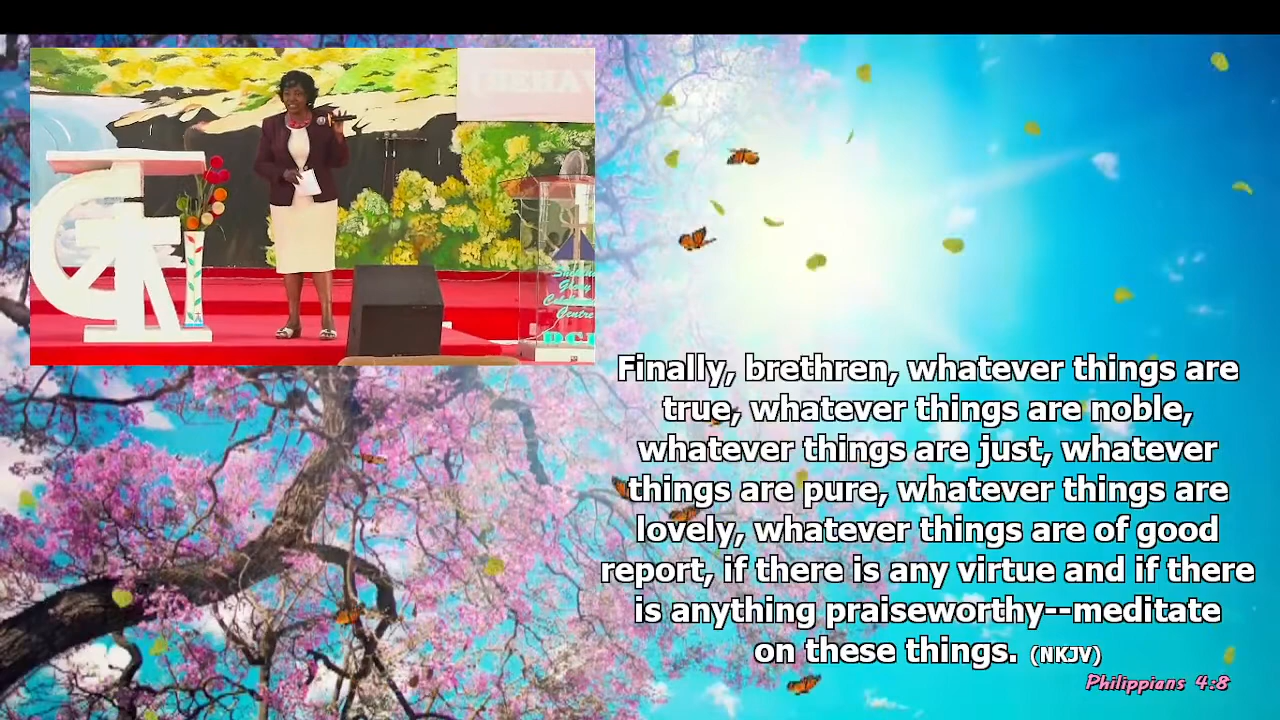 Finally, brethren, whatever things are
true, whatever things are noble,
whatever things are just, whatever
things are pure, whatever things are
lovely, whatever things are of good
report, if there is any virtue and if there
is anything praiseworthy--meditate
on these things. (NKJV)
Philippians 4:8
Glory
Centre